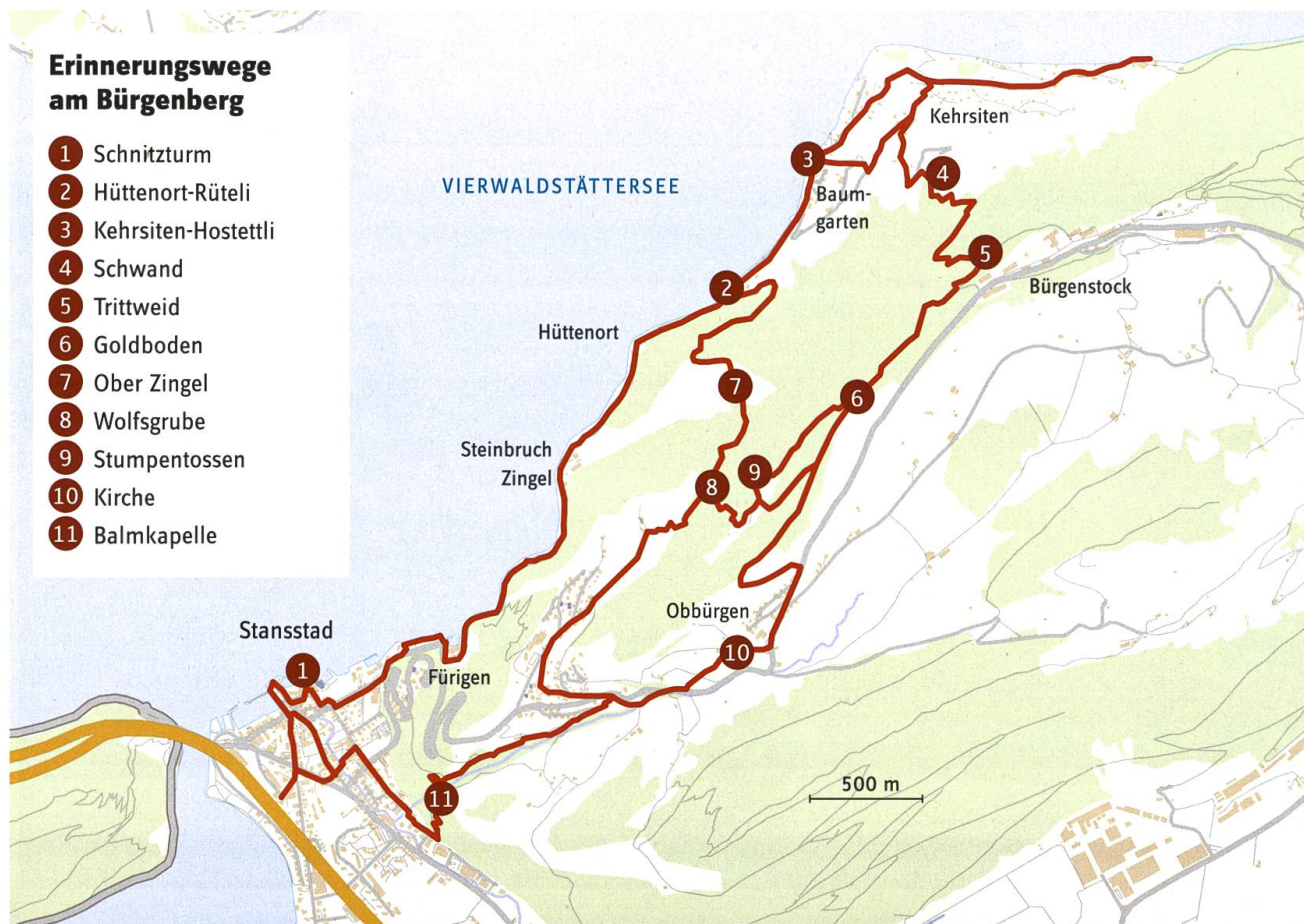 Erinnerungswege
am Bürgenberg
1 Schnitzturm
2 Hüttenort-Rüteli
3 Kehrsiten-Hostettli
4 Schwand
5 Trittweid
6 Goldboden
7 Ober Zingel
8 Wolfsgrube
9 Stumpentossen
10 Kirche
11 Balmkapelle
Kehrsiten
3
4
VIERWALDSTÄTTERSEE
Baum-
garten
5
Bürgenstock
2
Hüttenort
7
6
Steinbruch
Zingel
9
8
Obbürgen
10
Stansstad
1
Fürigen
500 m
11